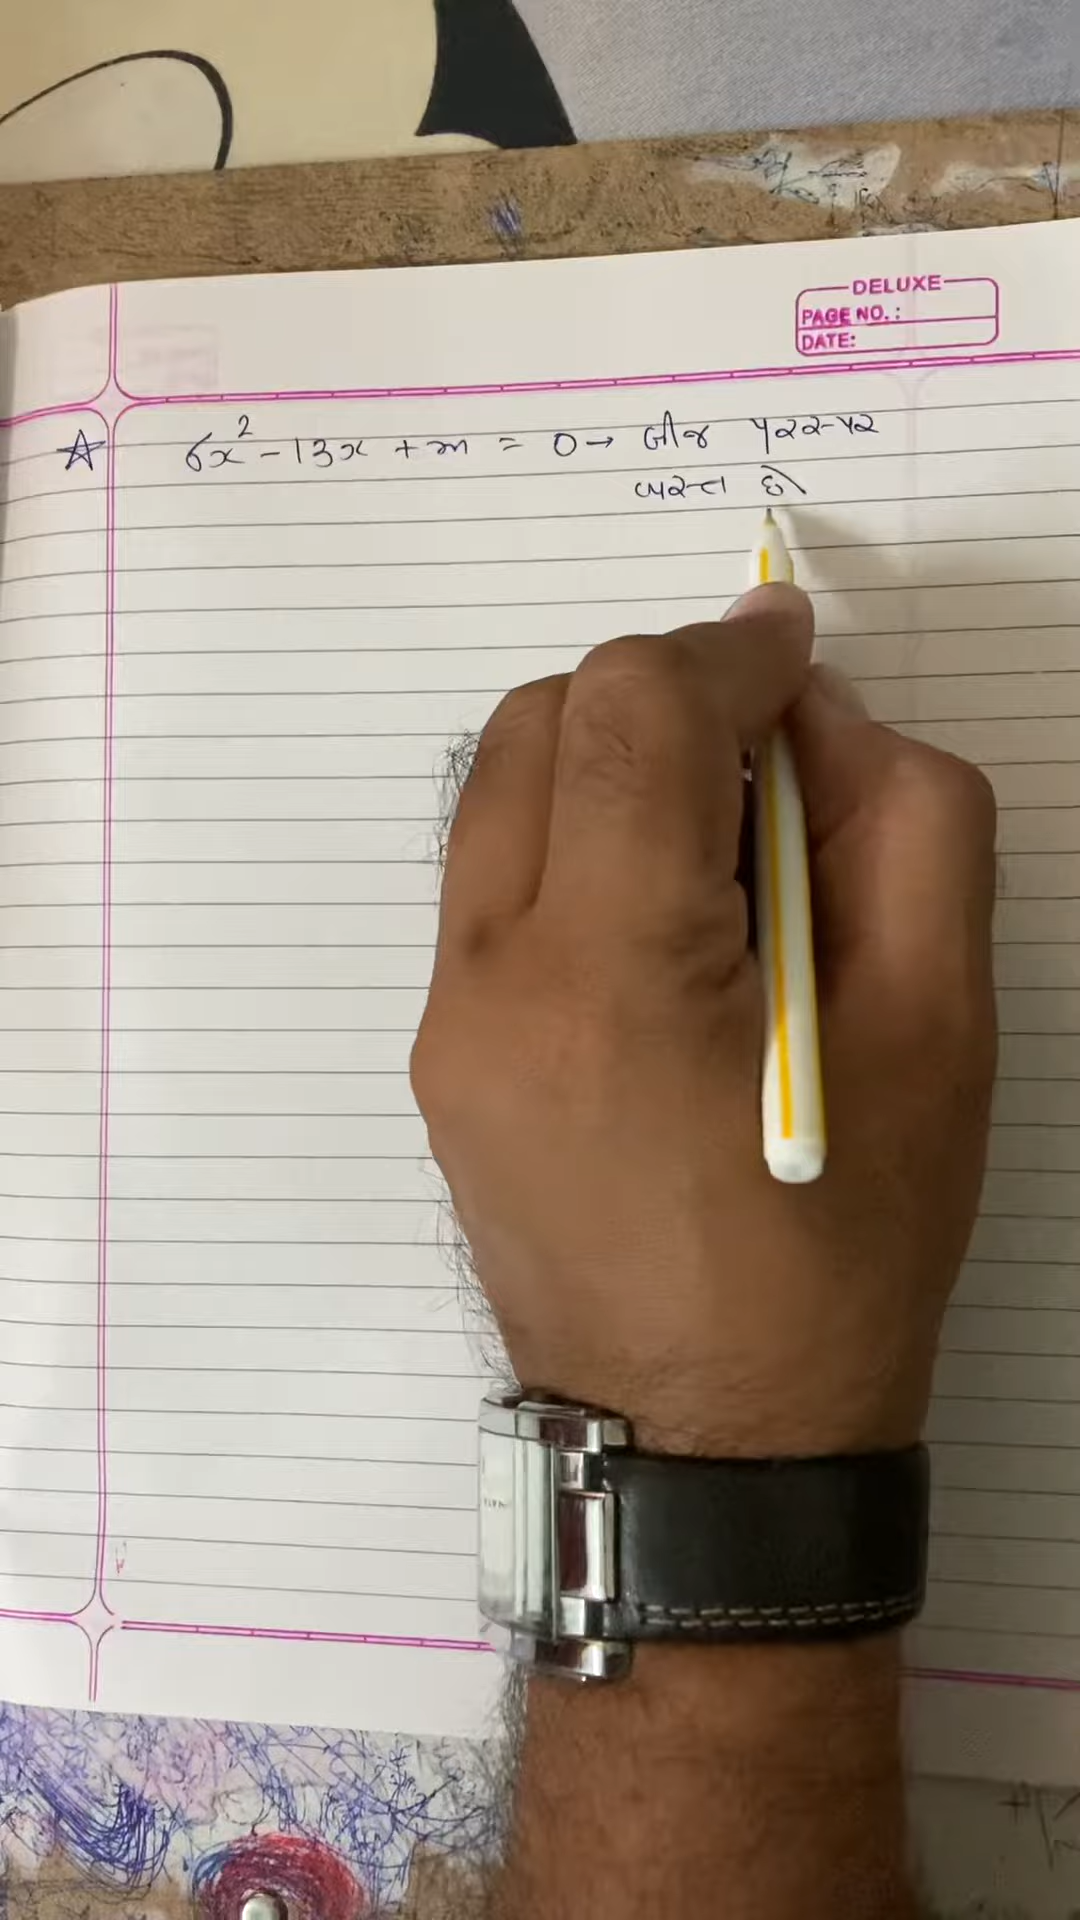 DELUXE
PAGE NO. :
DATE:
☆ 6x² - 13x + m = 0 → બીજ પરસ્પર
વ્યસ્ત છે